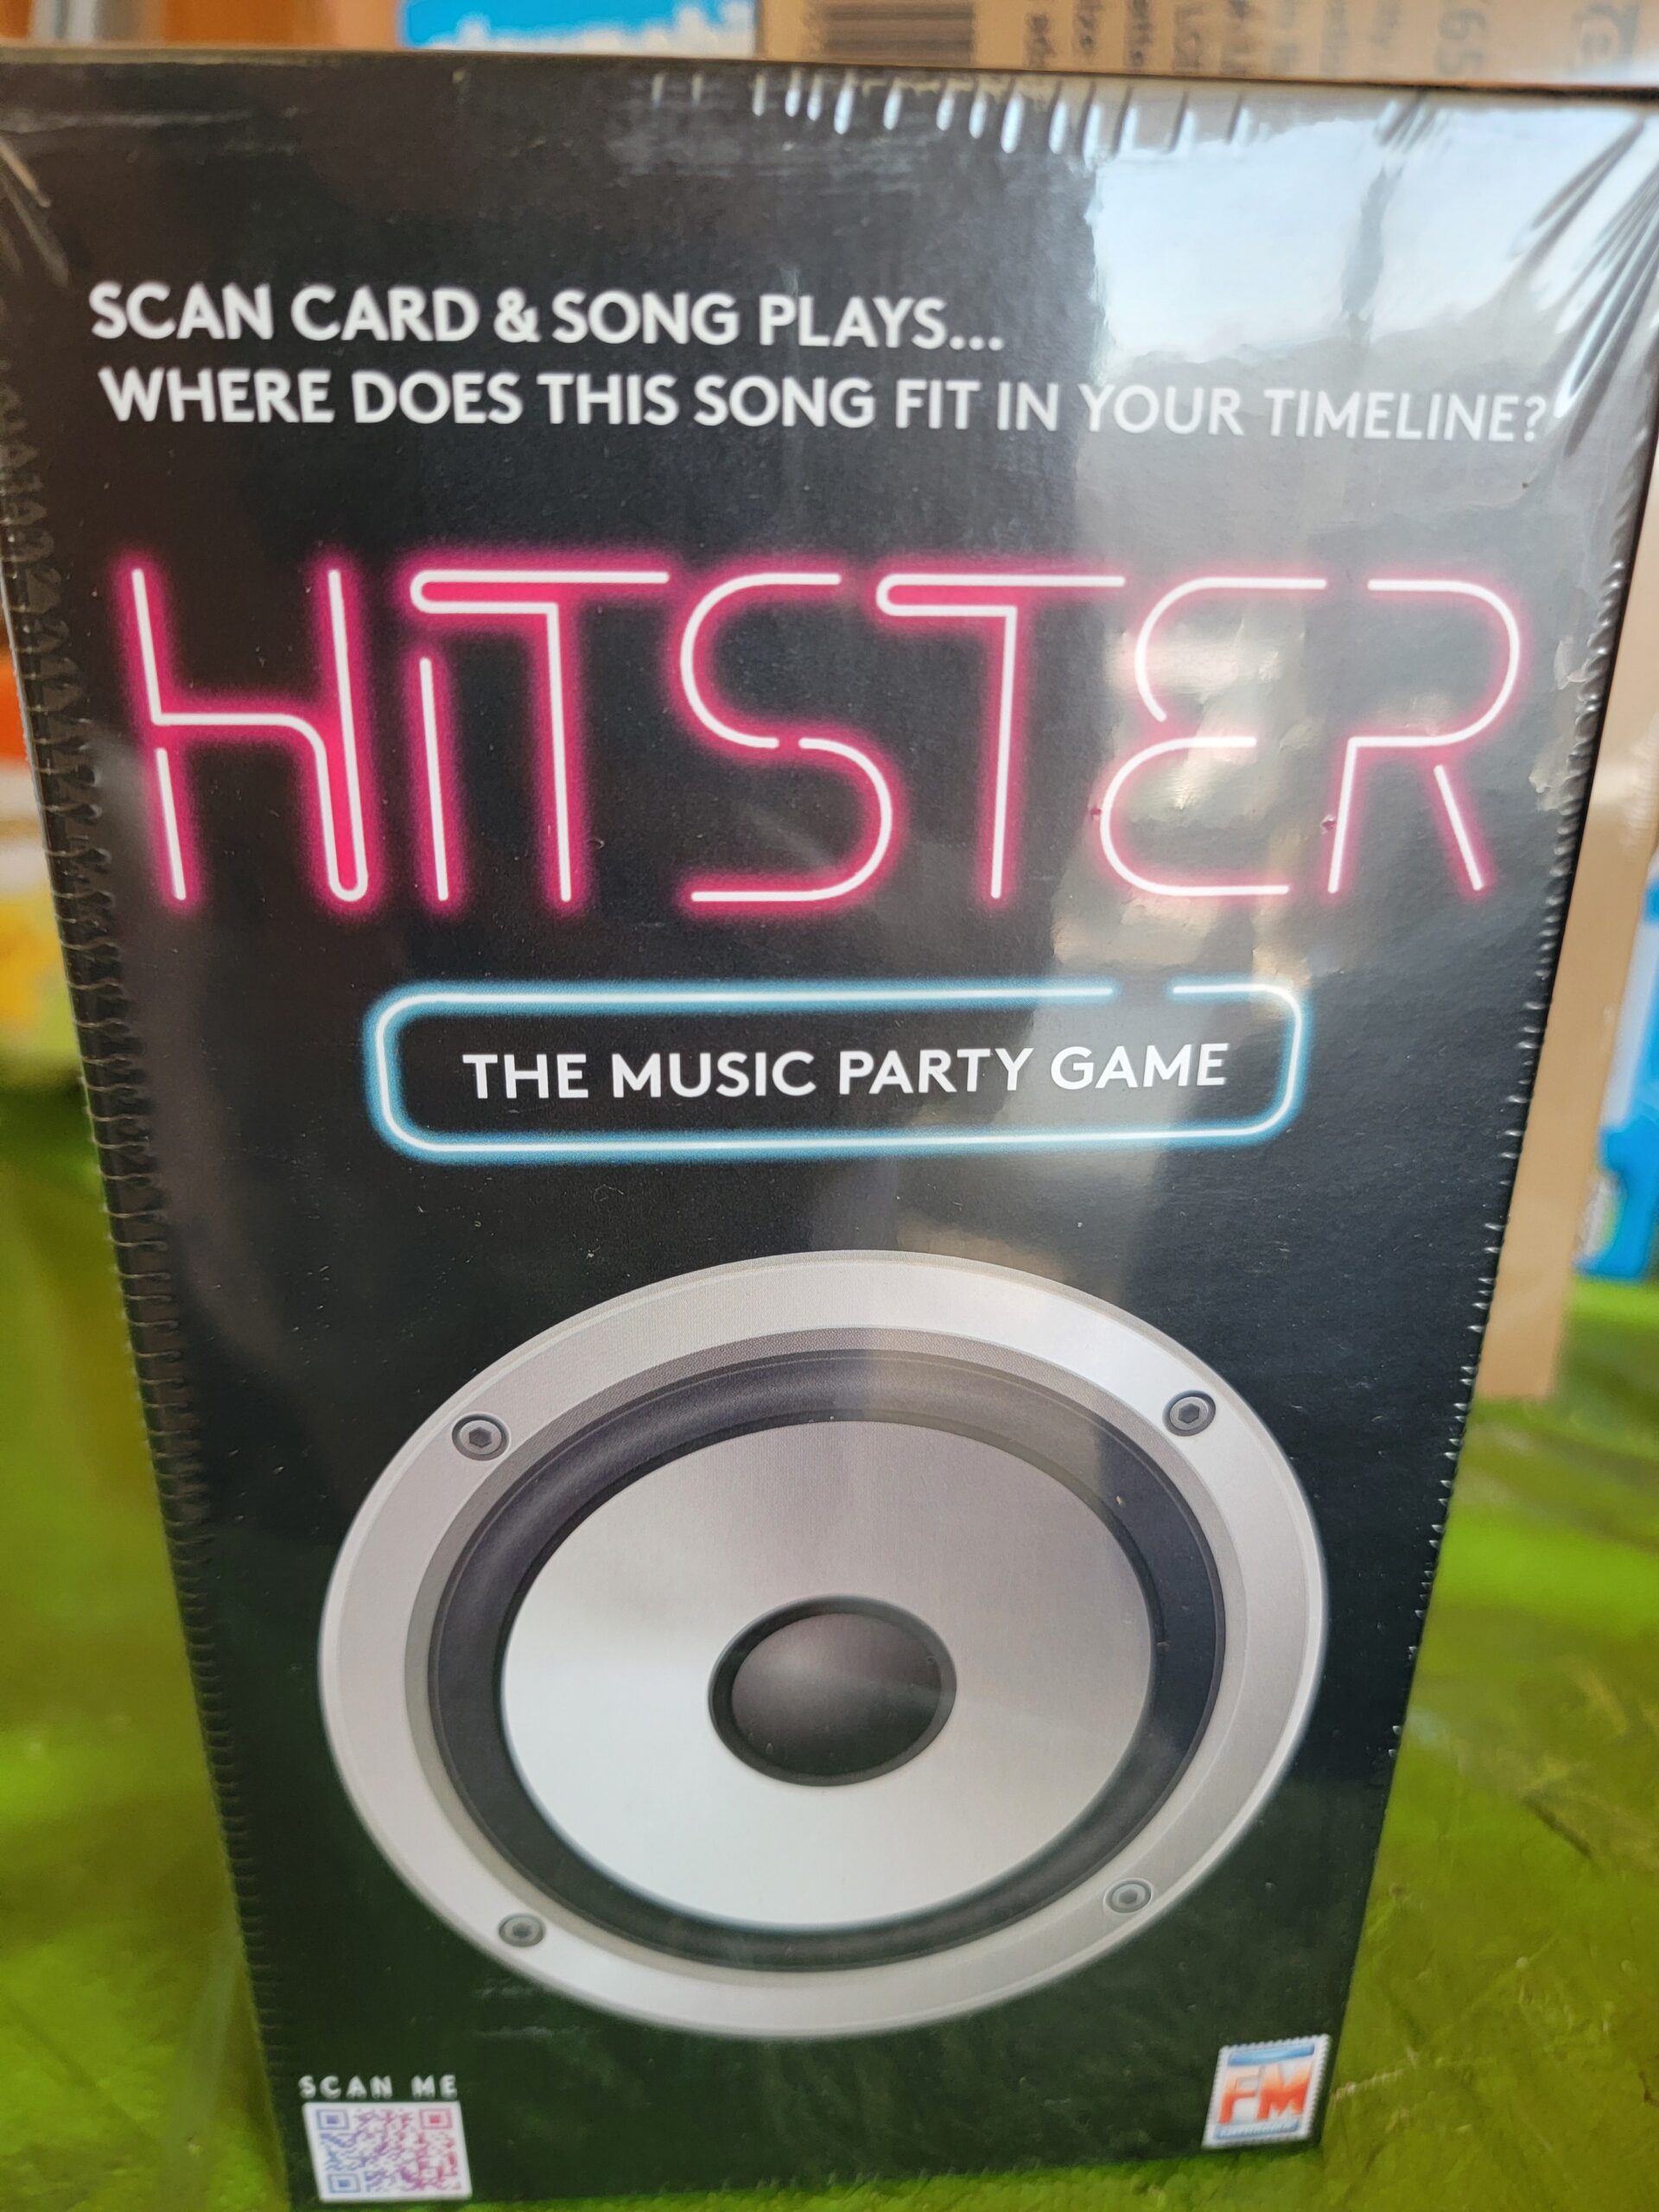 SCAN CARD & SONG PLAYS...
WHERE DOES THIS SONG FIT IN YOUR TIMELINE?
HITSTER
THE MUSIC PARTY GAME
SCAN ME
FM